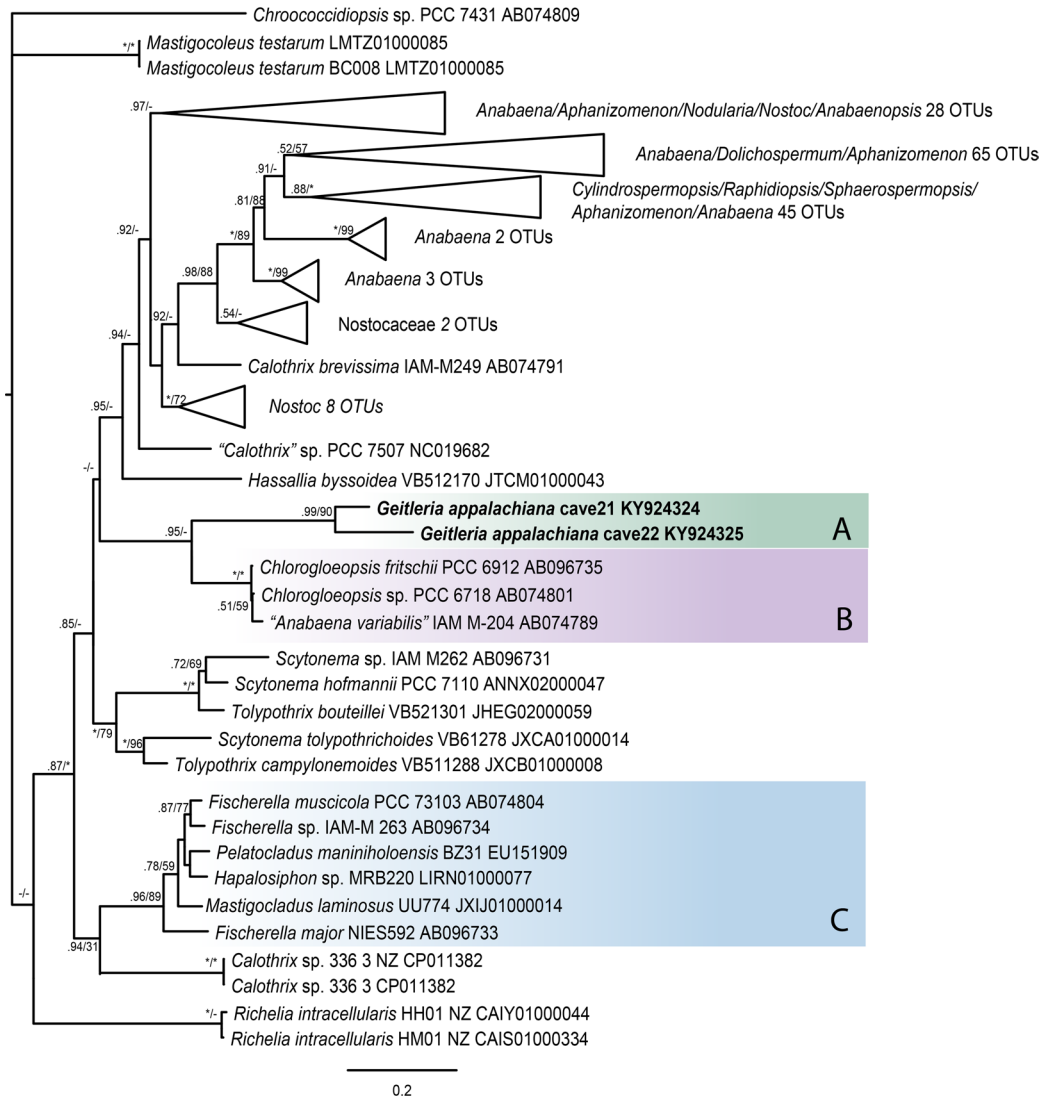 Chroococcidiopsis sp. PCC 7431 AB074809
*/*
Mastigocoleus testarum LMTZ01000085
Mastigocoleus testarum BC008 LMTZ01000085
.97/-
Anabaena/Aphanizomenon/Nodularia/Nostoc/Anabaenopsis 28 OTUs
.52/57
Anabaena/Dolichospermum/Aphanizomenon 65 OTUs
.91/-
.88/*
Cylindrospermopsis/Raphidiopsis/Sphaerospermopsis/
Aphanizomenon/Anabaena 45 OTUs
.81/88
.92/-
*/89
*/99
Anabaena 2 OTUs
.98/88
*/99
Anabaena 3 OTUs
.92/-
.54/-
Nostocaceae 2 OTUs
.94/-
Calothrix brevissima IAM-M249 AB074791
*/72
Nostoc 8 OTUs
.95/-
“Calothrix” sp. PCC 7507 NC019682
-/-
Hassallia byssoidea VB512170 JTCM01000043
.99/90
Geitleria appalachiana cave21 KY924324
.95/-
Geitleria appalachiana cave22 KY924325
A
Chlorogloeopsis fritschii PCC 6912 AB096735
*/*
Chlorogloeopsis sp. PCC 6718 AB074801
.51/59
“Anabaena variabilis” IAM M-204 AB074789
B
.85/-
Scytonema sp. IAM M262 AB096731
.72/69
Scytonema hofmannii PCC 7110 ANNX02000047
*/*
Tolypothrix bouteillei VB521301 JHEG02000059
*/79
Scytonema tolypothrichoides VB61278 JXCA01000014
*/96
Tolypothrix campylonemoides VB511288 JXCB01000008
.87/*
Fischerella muscicola PCC 73103 AB074804
.87/77
Fischerella sp. IAM-M 263 AB096734
Pelatocladus maniniholoensis BZ31 EU151909
.78/59
Hapalosiphon sp. MRB220 LIRN01000077
.96/89
Mastigocladus laminosus UU774 JXIJ01000014
C
-/-
Fischerella major NIES592 AB096733
.94/31
*/*
Calothrix sp. 336 3 NZ CP011382
Calothrix sp. 336 3 CP011382
*/-
Richelia intracellularis HH01 NZ CAIY01000044
Richelia intracellularis HM01 NZ CAIS01000334
0.2